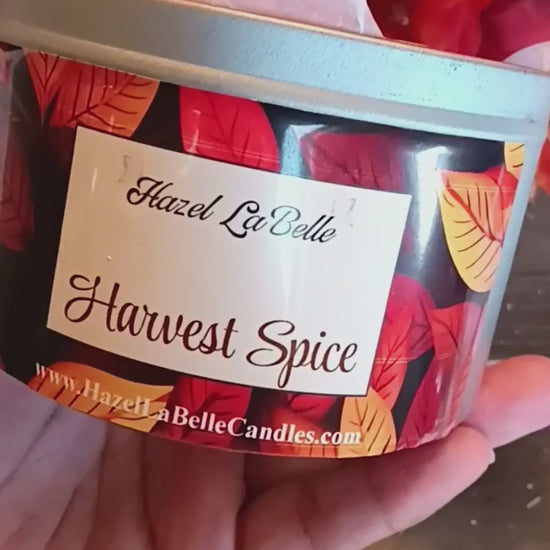 Hazel LaBelle
Harvest Spice
www.HazelLaBelleCandles.com